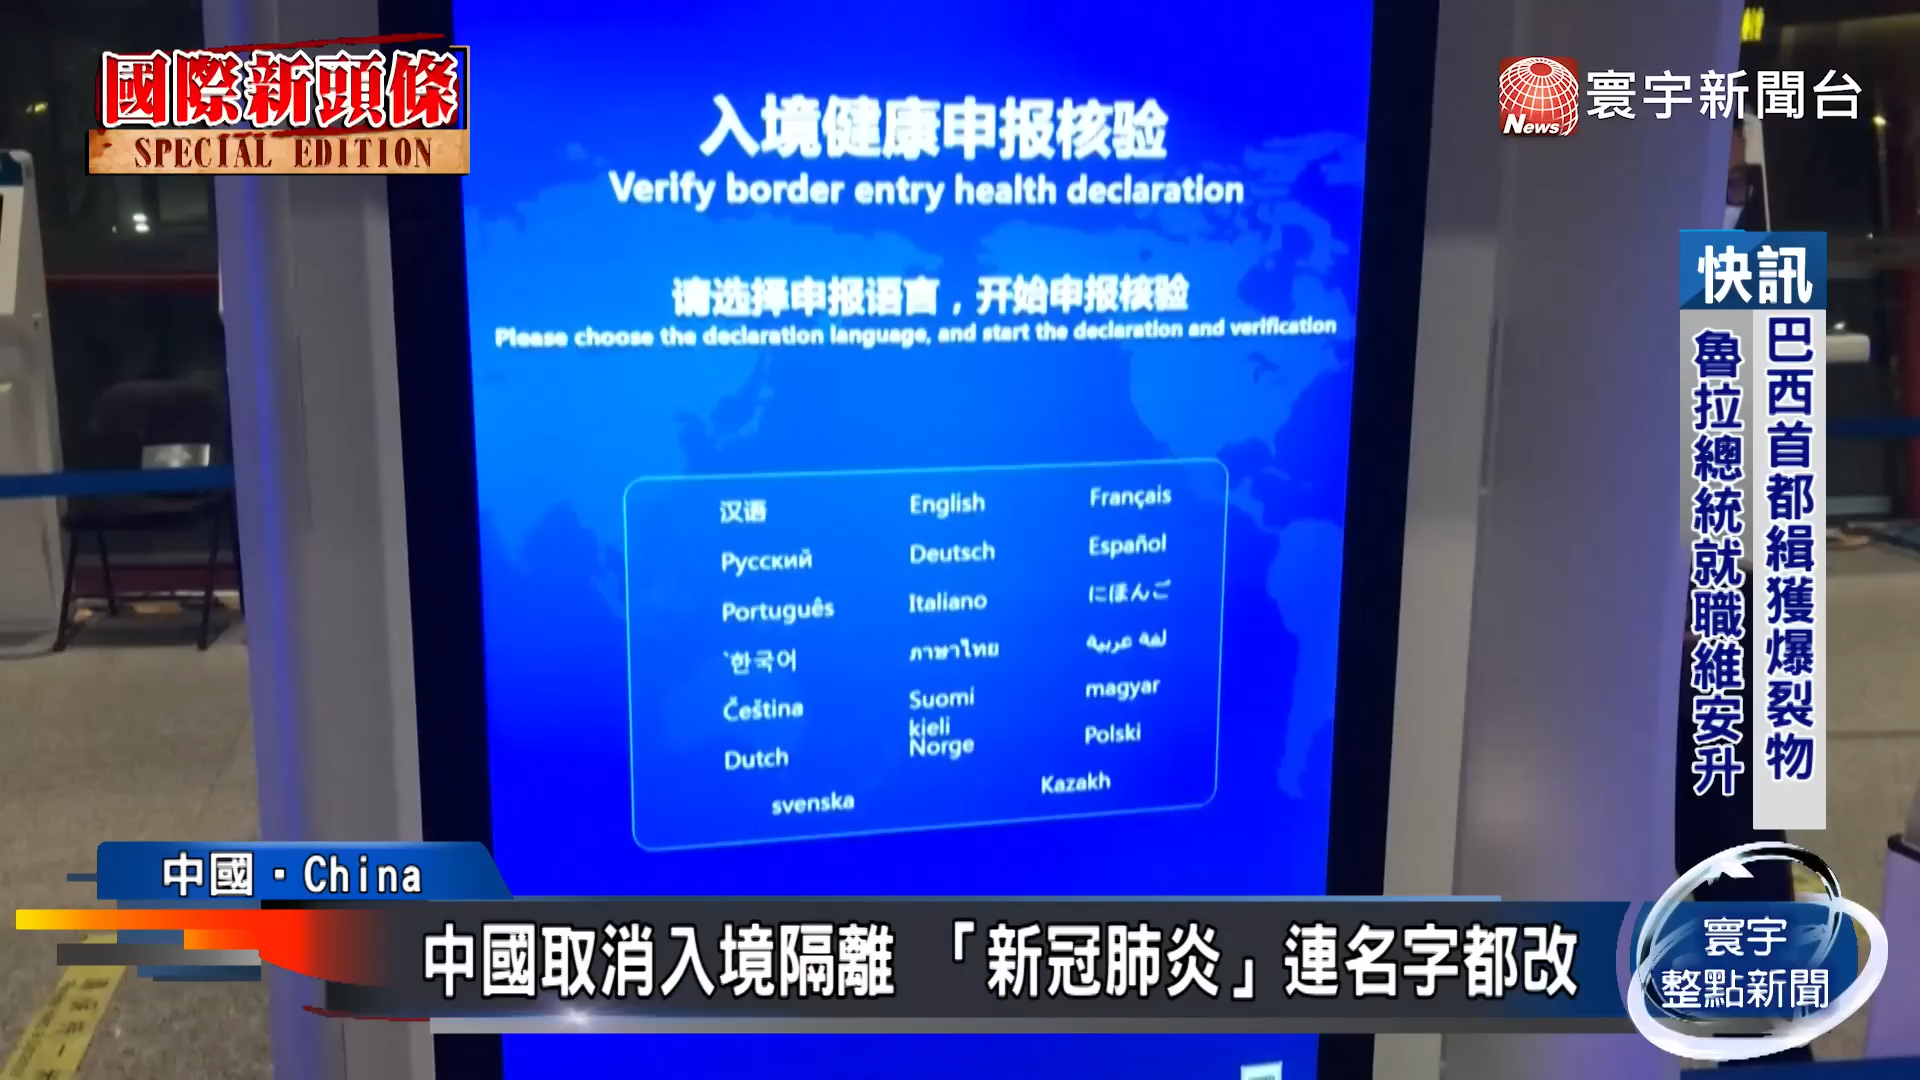 國際新頭條
SPECIAL EDITION
News
寰宇新聞台
入境健康申报核验
Verify border entry health declaration
请选择申报语言，开始申报核验
Please choose the declaration language, and start the declaration and verification
汉语
English
Français
Русский
Deutsch
Español
Português
Italiano
にほんご
`한국어
ภาษาไทย
لغة عربية
Čeština
Suomi
kieli
magyar
Dutch
Norge
Polski
svenska
Kazakh
快訊
巴西首都緝獲爆裂物
魯拉總統就職維安升
中國·China
中國取消入境隔離 「新冠肺炎」連名字都改
寰宇
整點新聞